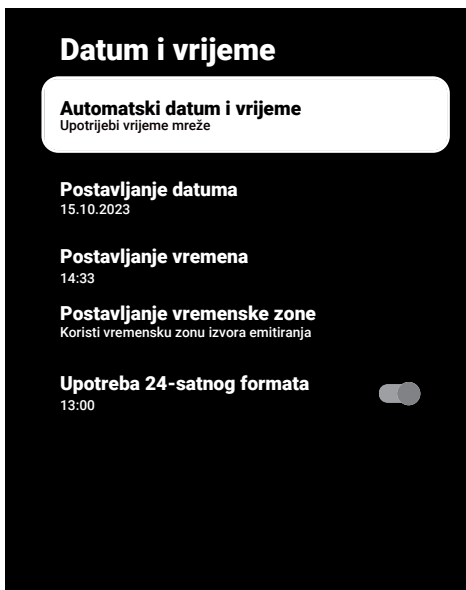 Datum i vrijeme
Automatski datum i vrijeme
Upotrijebi vrijeme mreže
Postavljanje datuma
15.10.2023
Postavljanje vremena
14:33
Postavljanje vremenske zone
Koristi vremensku zonu izvora emitiranja
Upotreba 24-satnog formata
13:00